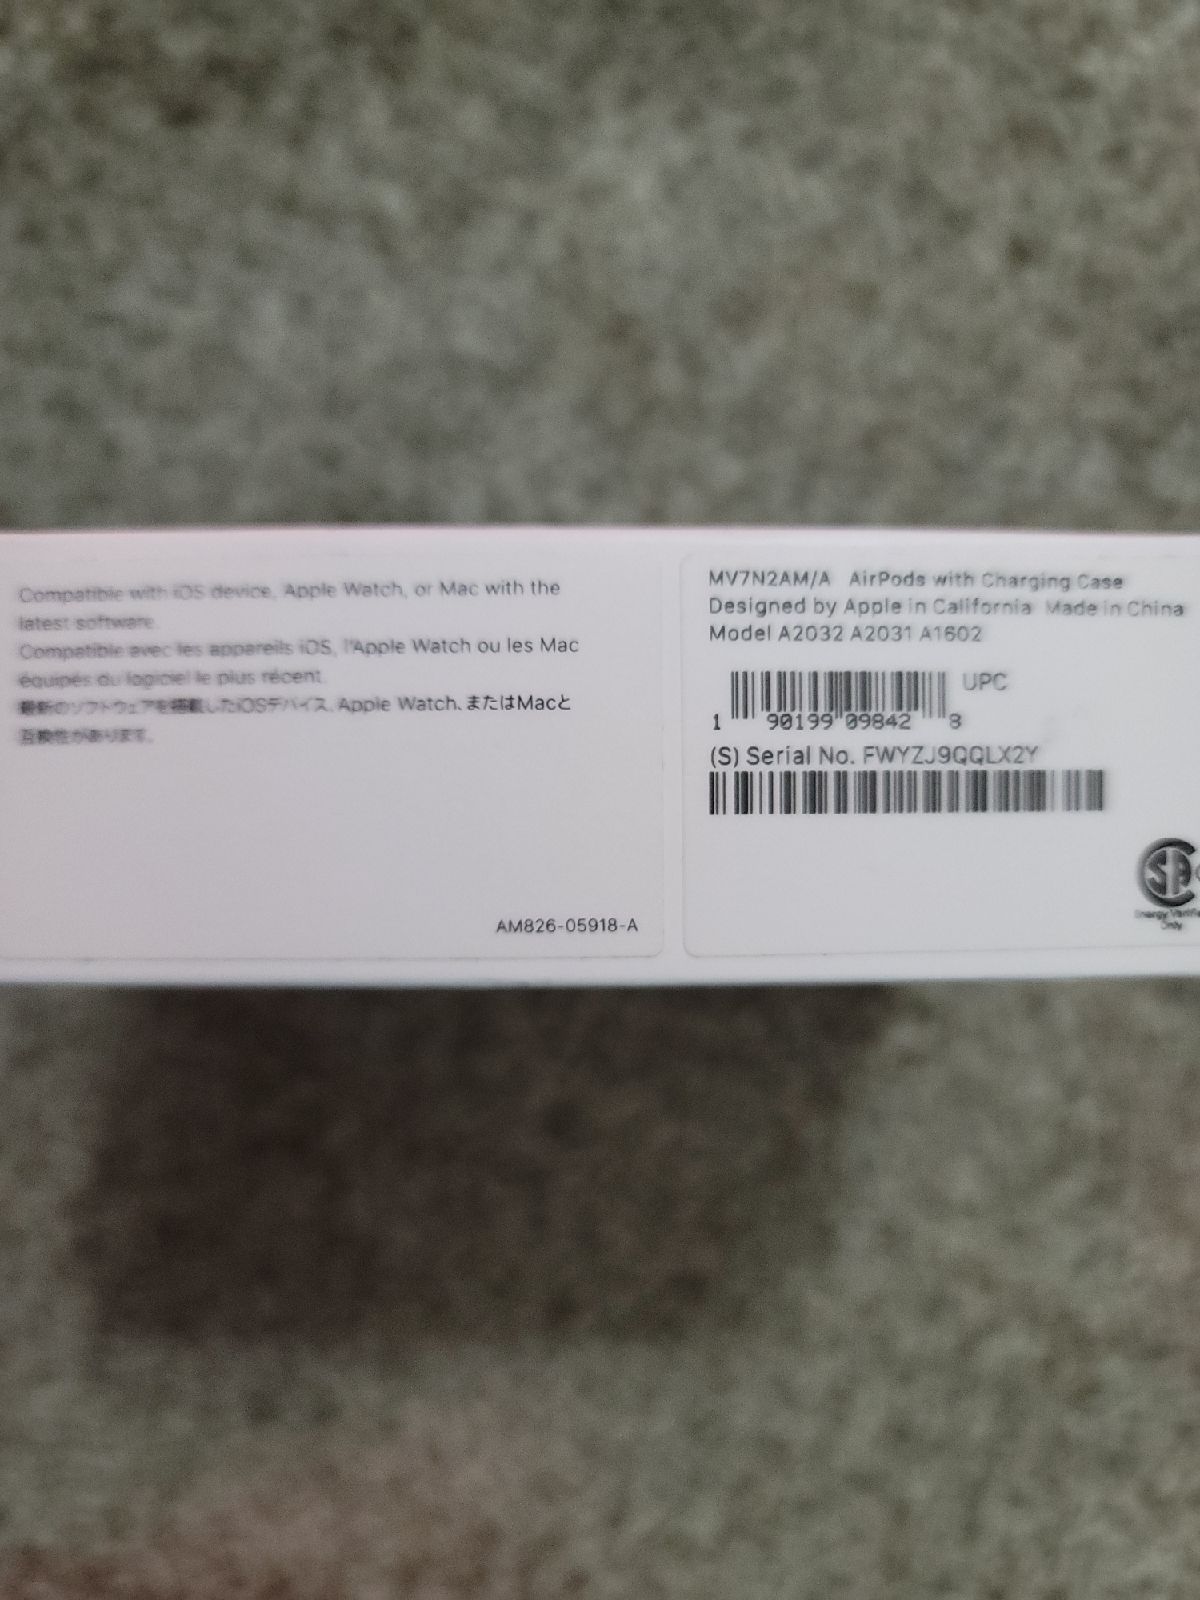 Compatible with iOS device, Apple Watch, or Mac with the
latest software.
Compatible avec les appareils iOS, l'Apple Watch ou les Mac
équipés du logiciel le plus récent.
最新のソフトウェアを搭載したiOSデバイス、Apple Watch、またはMacと
互換性があります。
AM826-05918-A
MV7N2AM/A AirPods with Charging Case
Designed by Apple in California Made in China
Model A2032 A2031 A1602
UPC
1 90199 09842 8
(S) Serial No. FWYZJ9QQLX2Y
Energy Verified
Only